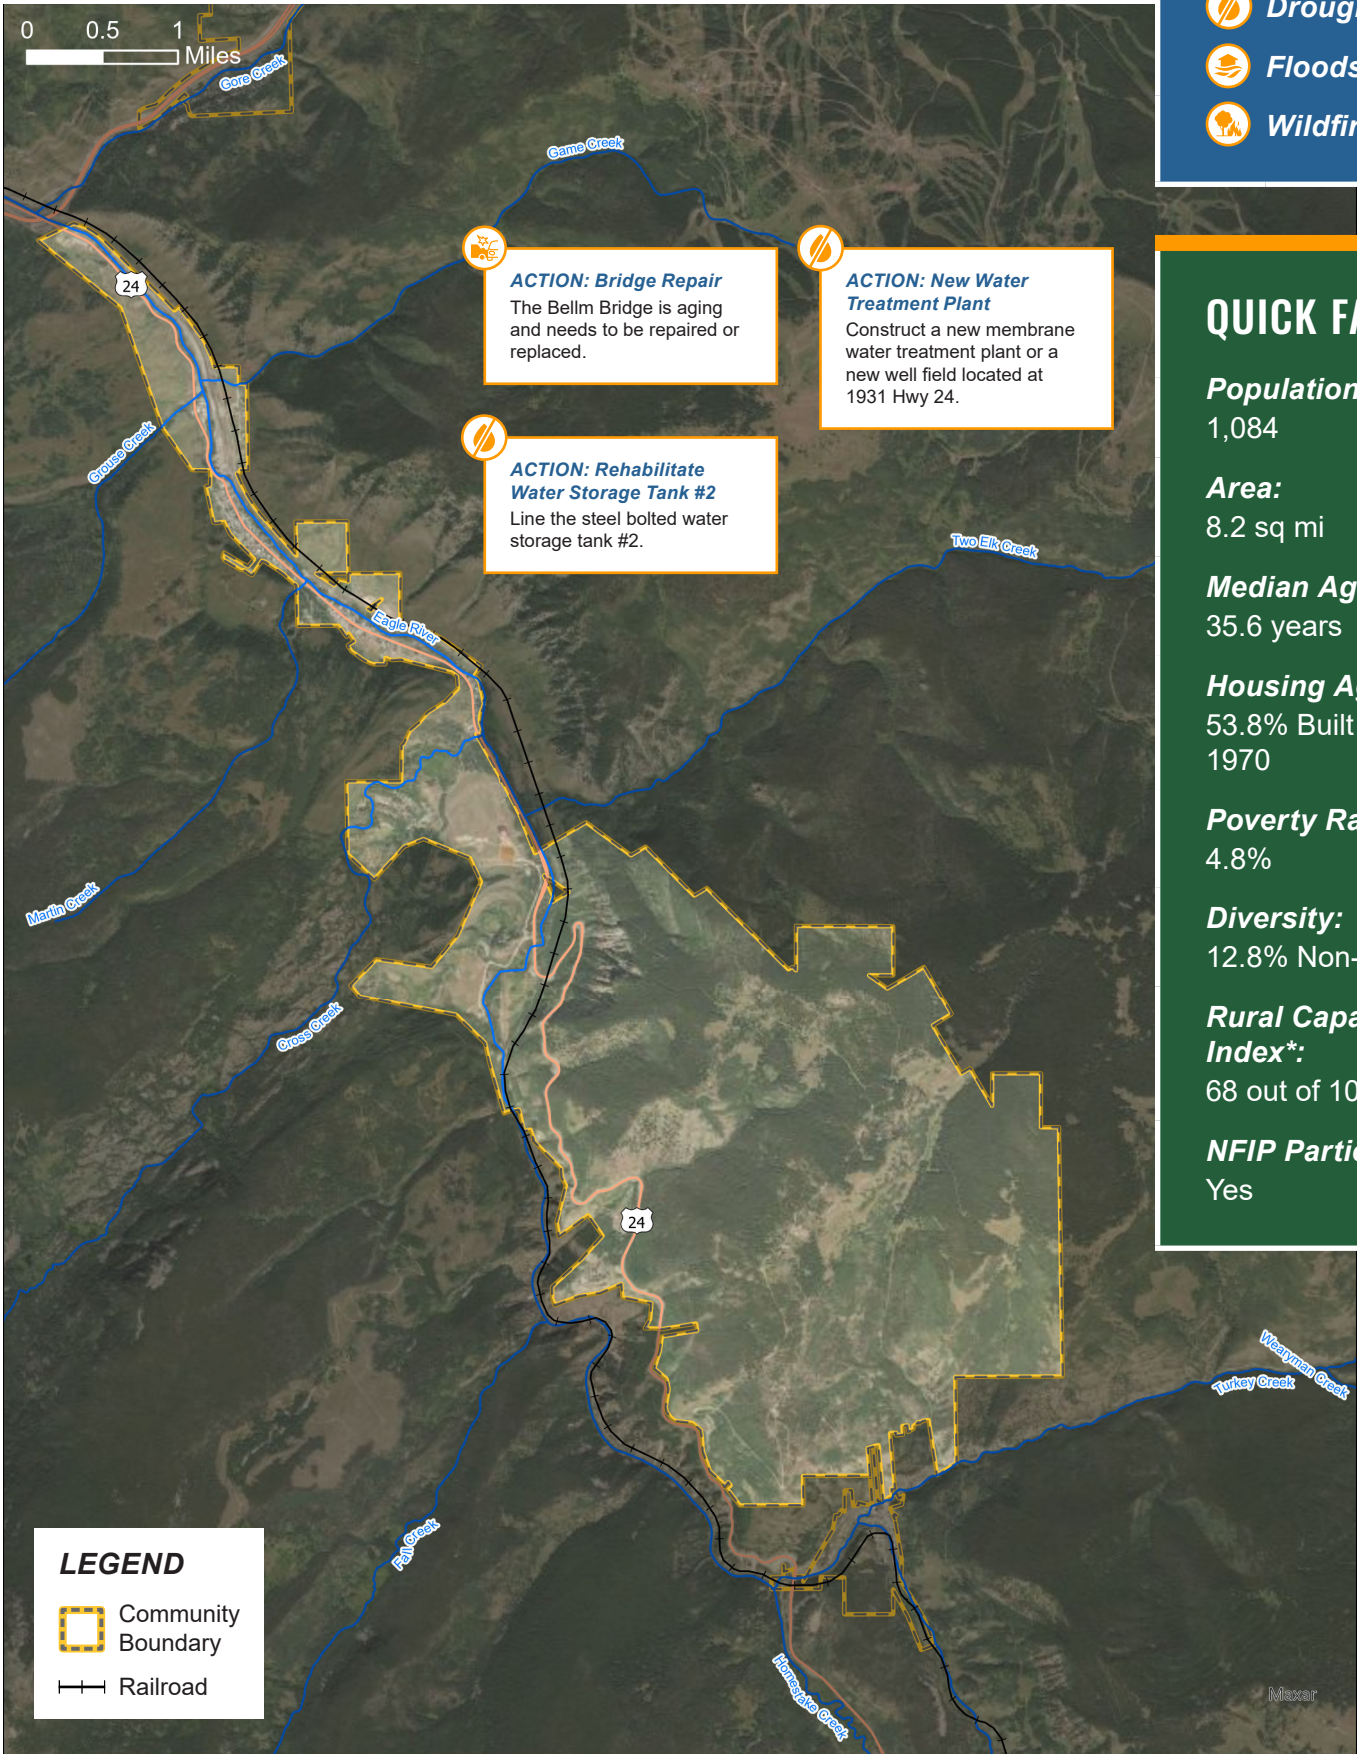 0 0.5 1
Miles
Gore Creek
Game Creek
24
ACTION: Bridge Repair
The Bellm Bridge is aging
and needs to be repaired or
replaced.
ACTION: New Water
Treatment Plant
Construct a new membrane
water treatment plant or a
new well field located at
1931 Hwy 24.
ACTION: Rehabilitate
Water Storage Tank #2
Line the steel bolted water
storage tank #2.
Grouse Creek
Two Elk Creek
Eagle River
Martin Creek
Cross Creek
24
Wearyman Creek
Turkey Creek
Fall Creek
Homestake Creek
LEGEND
Community
Boundary
Railroad
Maxar
Floods
Wildfir
QUICK FA
Population
1,084
Area:
8.2 sq mi
Median Ag
35.6 years
Housing Ag
53.8% Built
1970
Poverty Ra
4.8%
Diversity:
12.8% Non-
Rural Capa
Index*:
68 out of 10
NFIP Partic
Yes